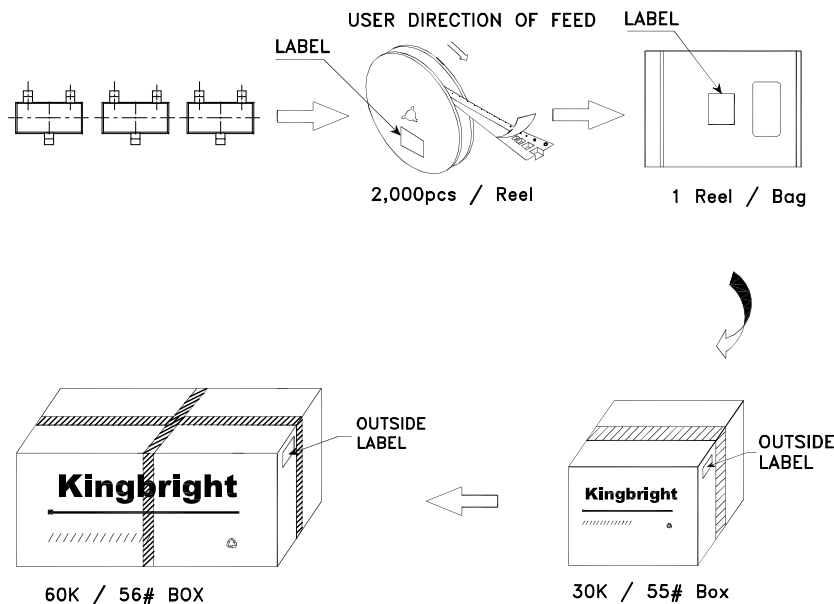 USER DIRECTION OF FEED
LABEL
LABEL
2,000pcs / Reel
1 Reel / Bag
OUTSIDE
LABEL
Kingbright
60K / 56# BOX
OUTSIDE
LABEL
Kingbright
30K / 55# Box